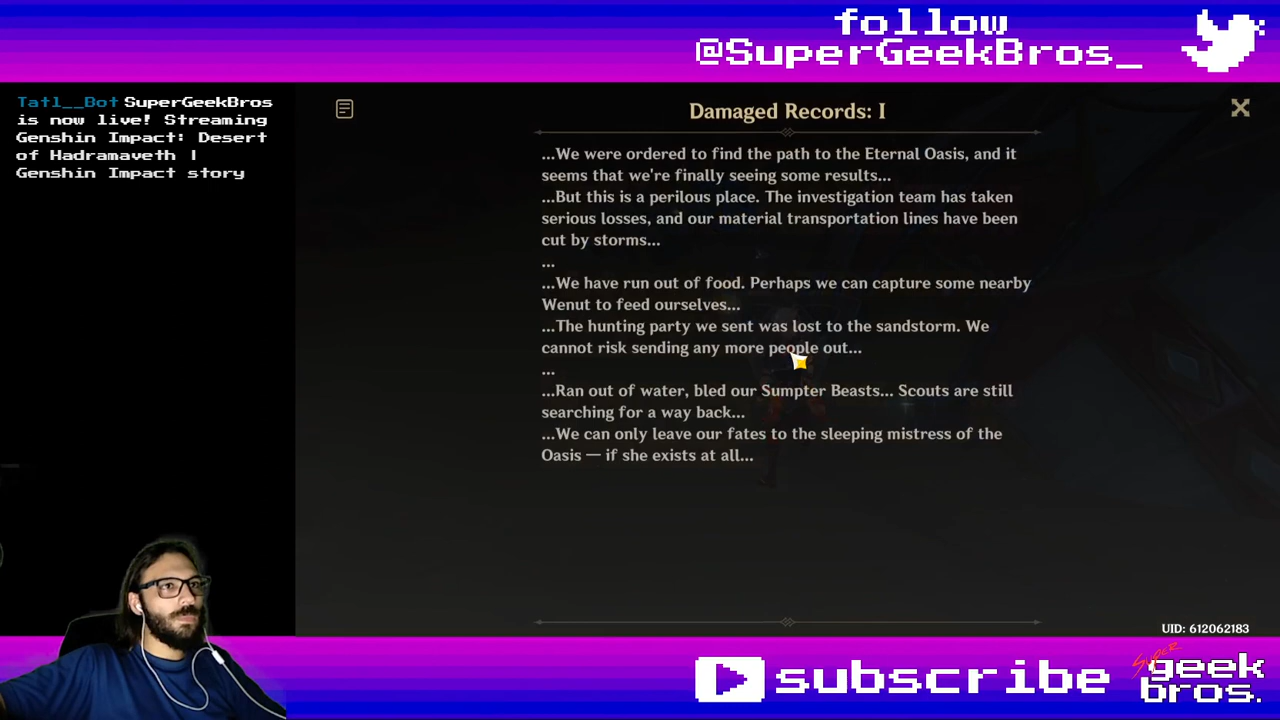 follow
@SuperGeekBros_
Tatl__Bot SuperGeekBros
is now live! Streaming
Genshin Impact: Desert
of Hadramaveth |
Genshin Impact story
Damaged Records: I
...We were ordered to find the path to the Eternal Oasis, and it
seems that we're finally seeing some results...
...But this is a perilous place. The investigation team has taken
serious losses, and our material transportation lines have been
cut by storms...
...
...We have run out of food. Perhaps we can capture some nearby
Wenut to feed ourselves...
...The hunting party we sent was lost to the sandstorm. We
cannot risk sending any more people out...
...
...Ran out of water, bled our Sumpter Beasts... Scouts are still
searching for a way back...
...We can only leave our fates to the sleeping mistress of the
Oasis — if she exists at all...
UID: 612062183
subscribe
super
geek
bros.